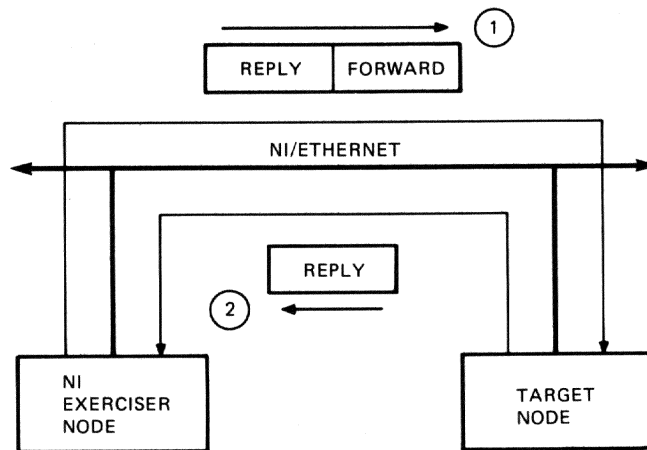 1
REPLY FORWARD
NI/ETHERNET
REPLY
2
NI
EXERCISER
NODE
TARGET
NODE